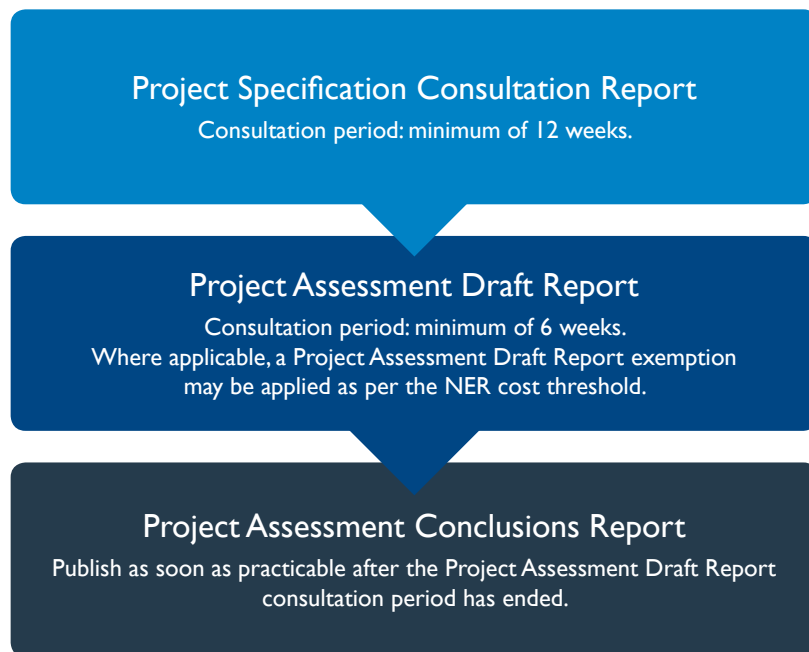 Project Specification Consultation Report
Consultation period: minimum of 12 weeks.
Project Assessment Draft Report
Consultation period: minimum of 6 weeks.
Where applicable, a Project Assessment Draft Report exemption
may be applied as per the NER cost threshold.
Project Assessment Conclusions Report
Publish as soon as practicable after the Project Assessment Draft Report
consultation period has ended.